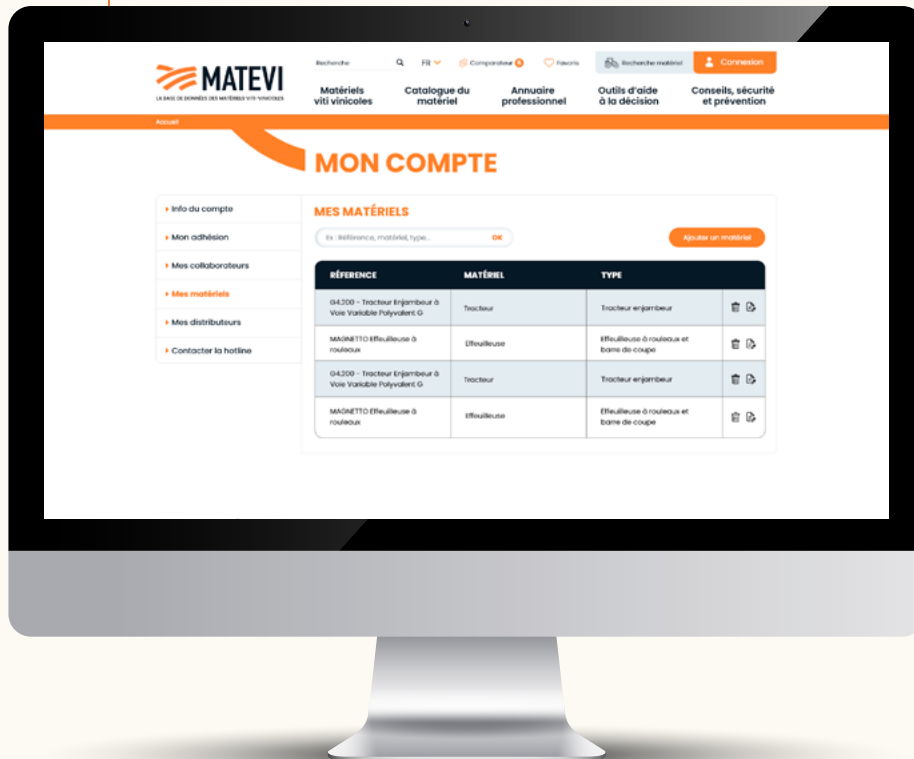 MATEVI
LA BASE DE DONNÉES DES MATÉRIELS VITI-VINICOLES
Recherche
FR
Comparateur
Favoris
Recherche matériel
Connexion
Matériels
viti vinicoles
Catalogue du
matériel
Annuaire
professionnel
Outils d'aide
à la décision
Conseils, sécurité
et prévention
Accueil
MON COMPTE
Info du compte
Mon adhésion
Mes collaborateurs
Mes matériels
Mes distributeurs
Contacter la hotline
MES MATÉRIELS
Ex : Référence, matériel, type...
OK
Ajouter un matériel
RÉFERENCE MATÉRIEL TYPE
G4.200 - Tracteur Enjambeur à
Voie Variable Polyvalent G
Tracteur
Tracteur enjambeur
MAGNETTO Effeuilleuse à
rouleaux
Effeuilleuse
Effeuilleuse à rouleaux et
barre de coupe
G4.200 - Tracteur Enjambeur à
Voie Variable Polyvalent G
Tracteur
Tracteur enjambeur
MAGNETTO Effeuilleuse à
rouleaux
Effeuilleuse
Effeuilleuse à rouleaux et
barre de coupe